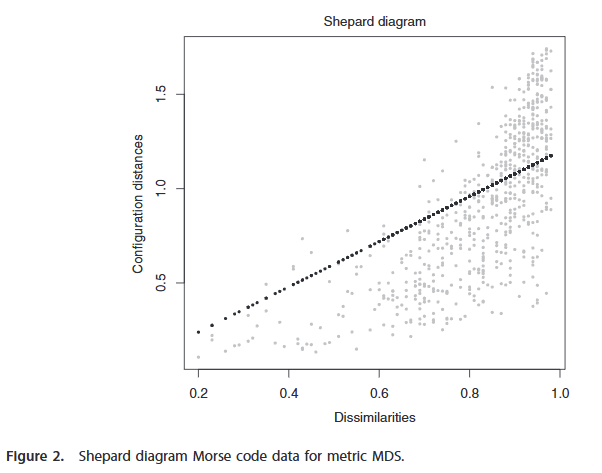 Shepard diagram
Configuration distances
1.5
1.0
0.5
0.2 0.4 0.6 0.8 1.0
Dissimilarities
Figure 2. Shepard diagram Morse code data for metric MDS.